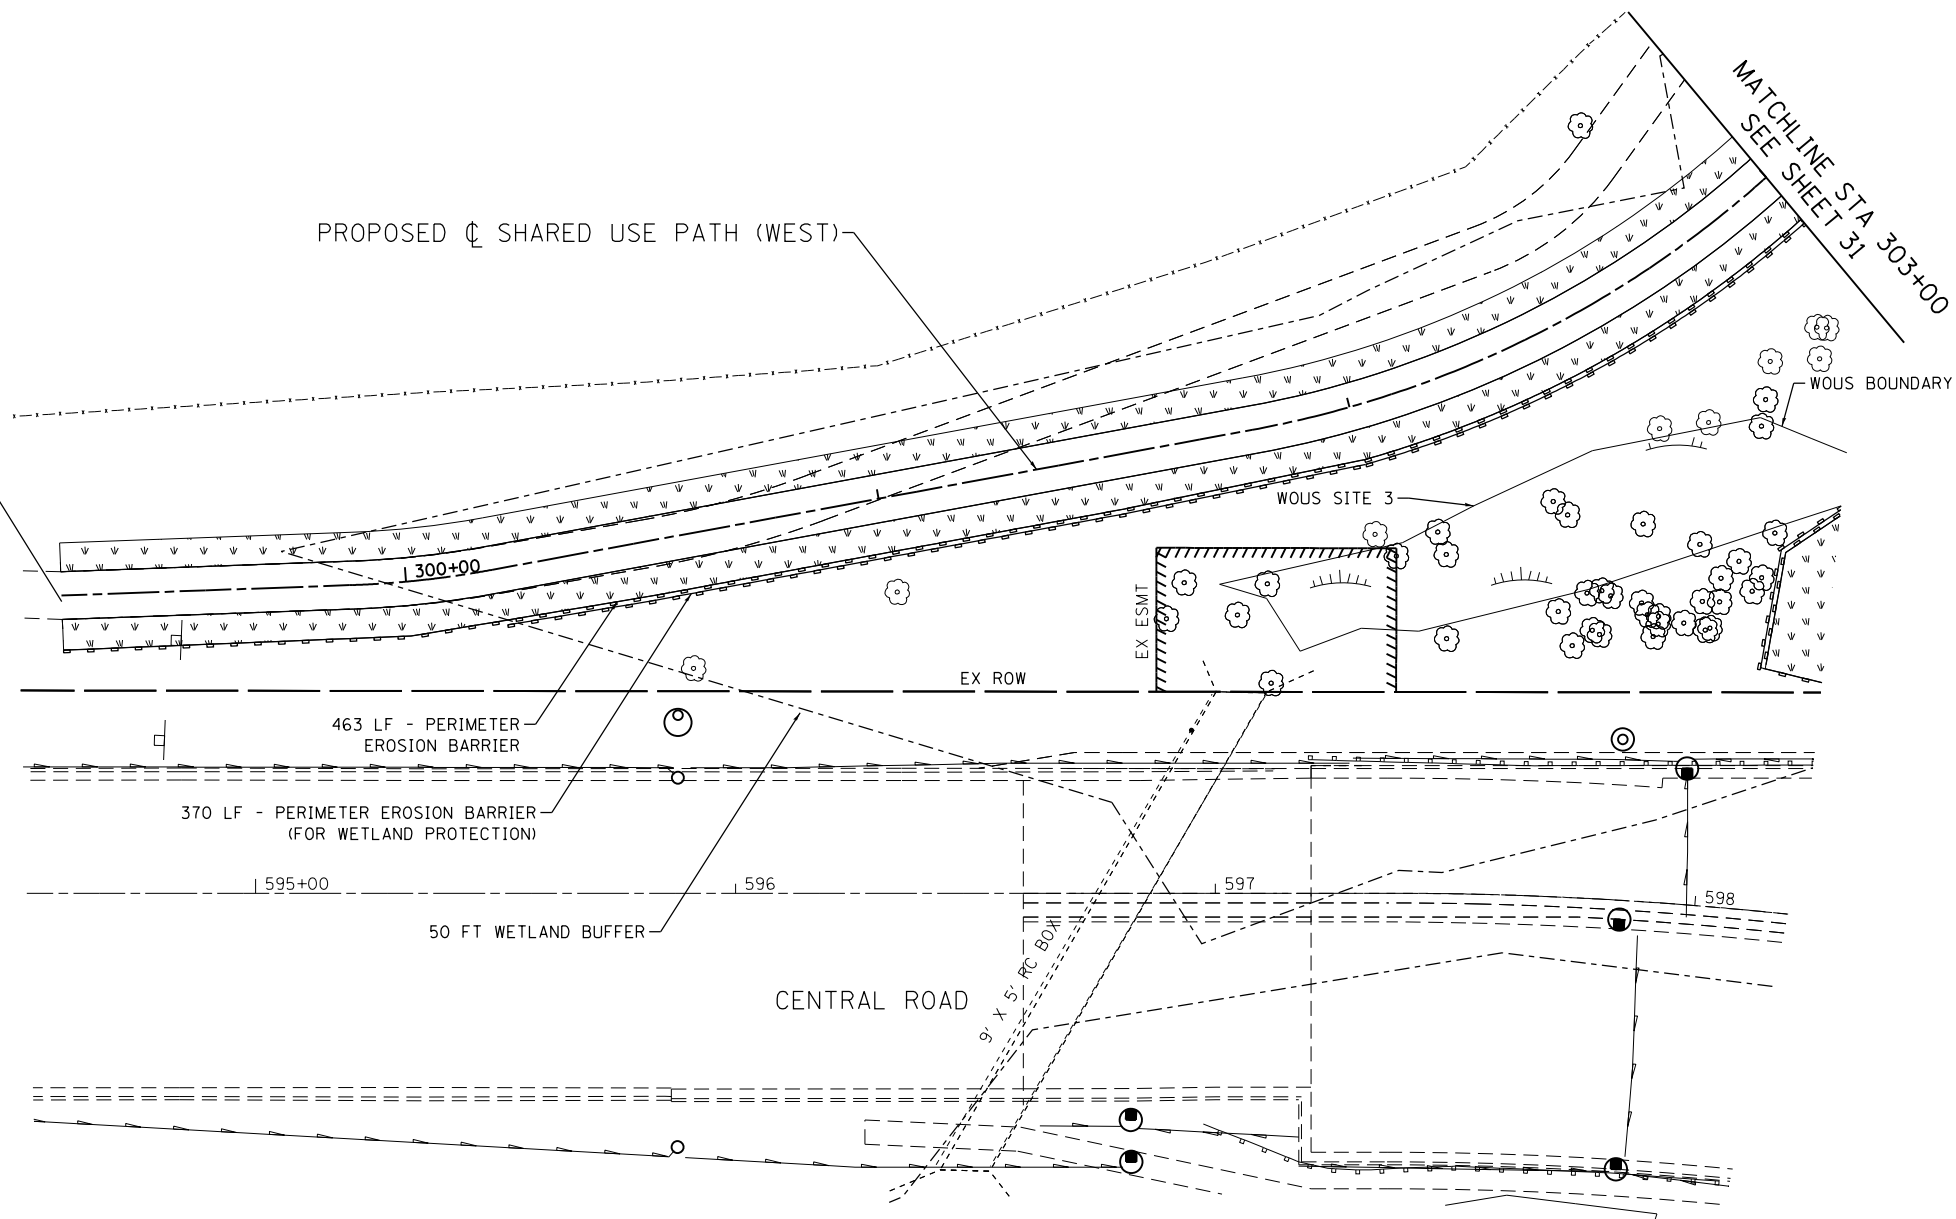 MATCHLINE STA 303+00
SEE SHEET 31
PROPOSED ℄ SHARED USE PATH (WEST)
WOUS BOUNDARY
WOUS SITE 3
300+00
EX ESMT
EX ROW
463 LF - PERIMETER
EROSION BARRIER
370 LF - PERIMETER EROSION BARRIER
(FOR WETLAND PROTECTION)
595+00
596
597
598
50 FT WETLAND BUFFER
9' X 5' RC BOX
CENTRAL ROAD